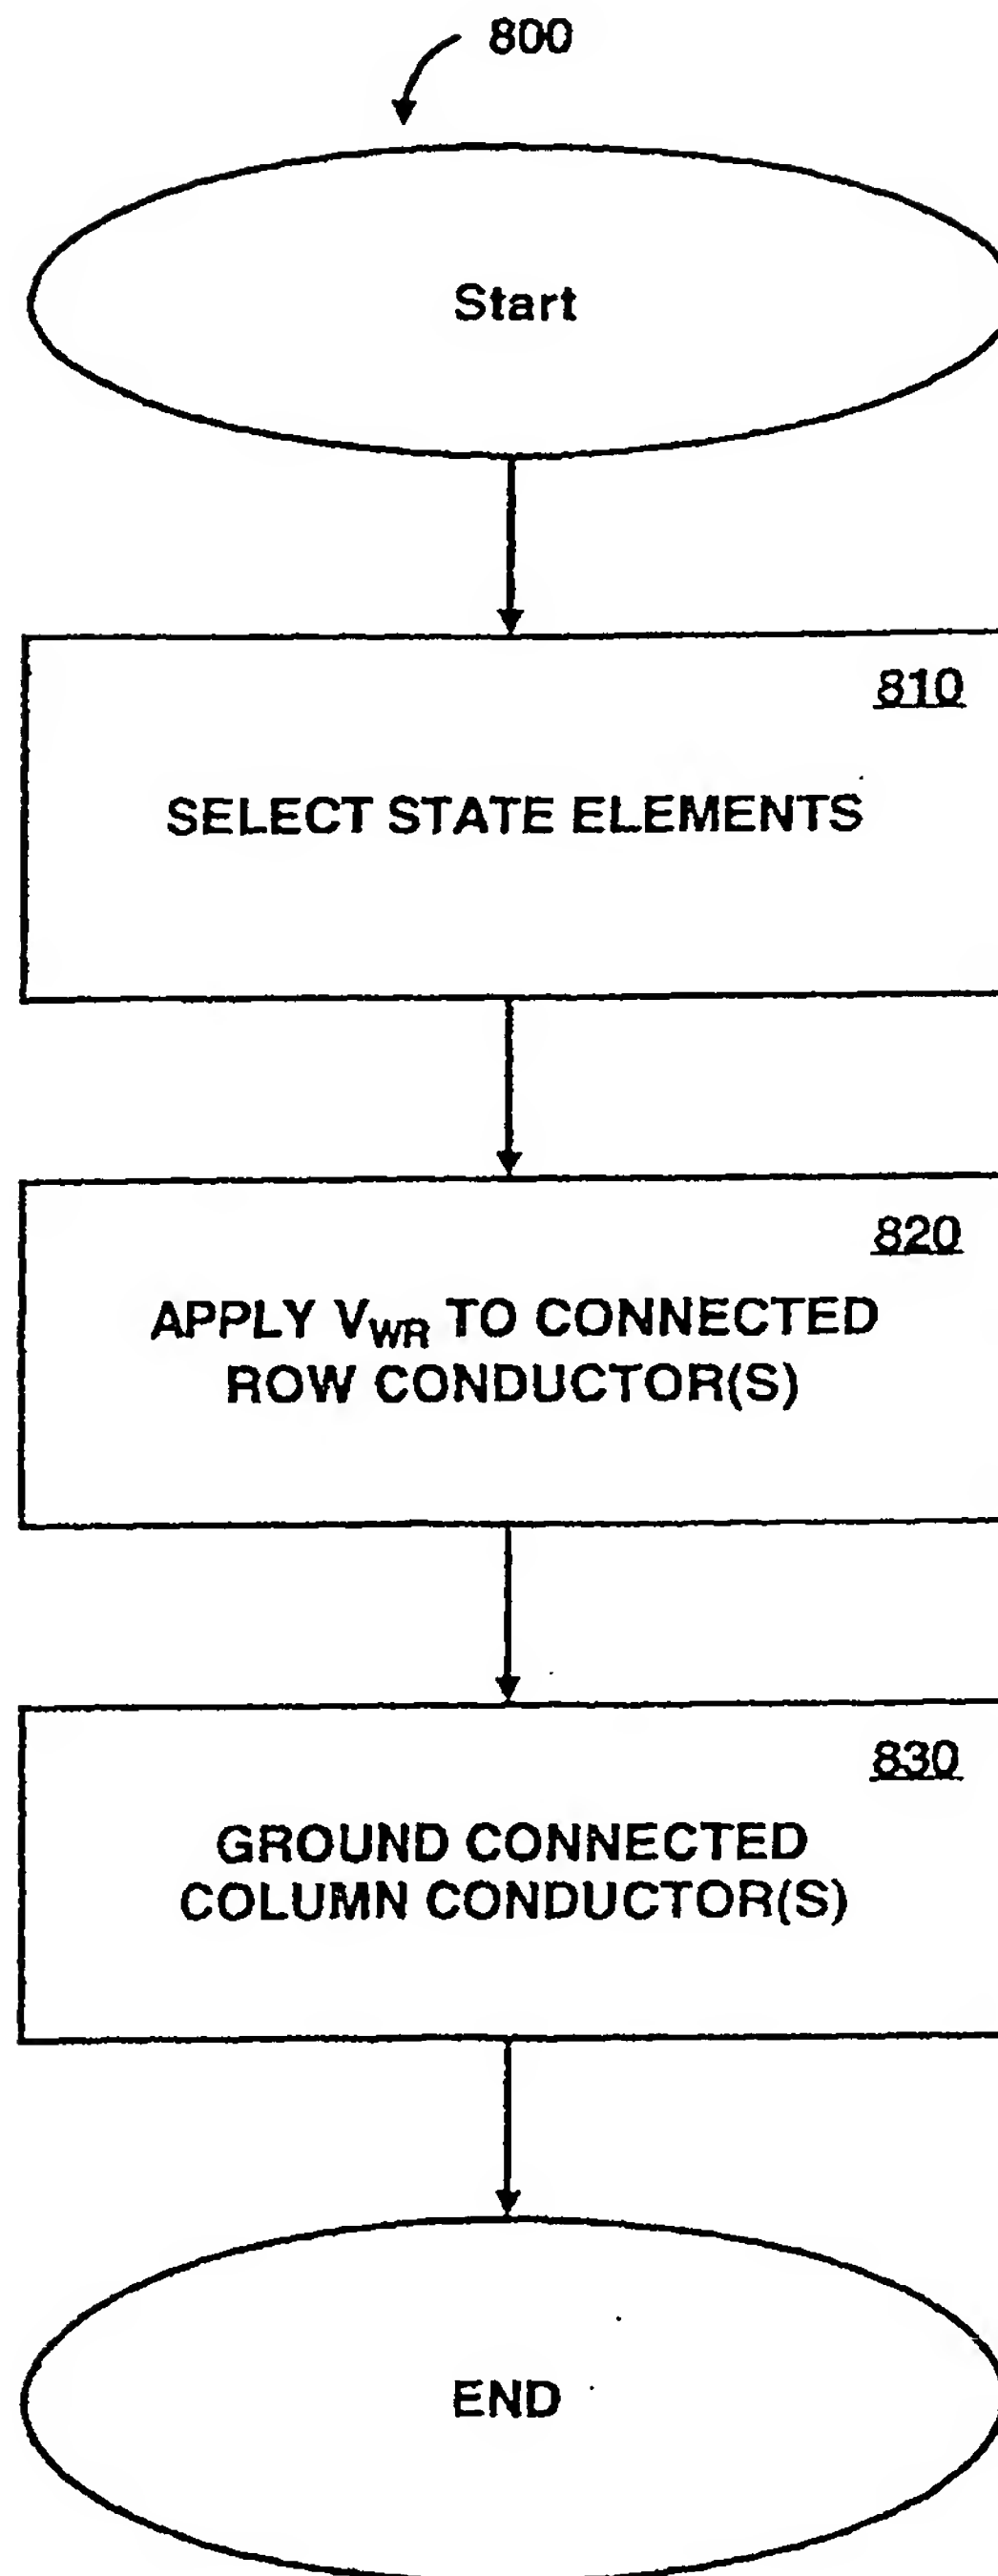 800
Start
810
SELECT STATE ELEMENTS
820
APPLY VWR TO CONNECTED
ROW CONDUCTOR(S)
830
GROUND CONNECTED
COLUMN CONDUCTOR(S)
END